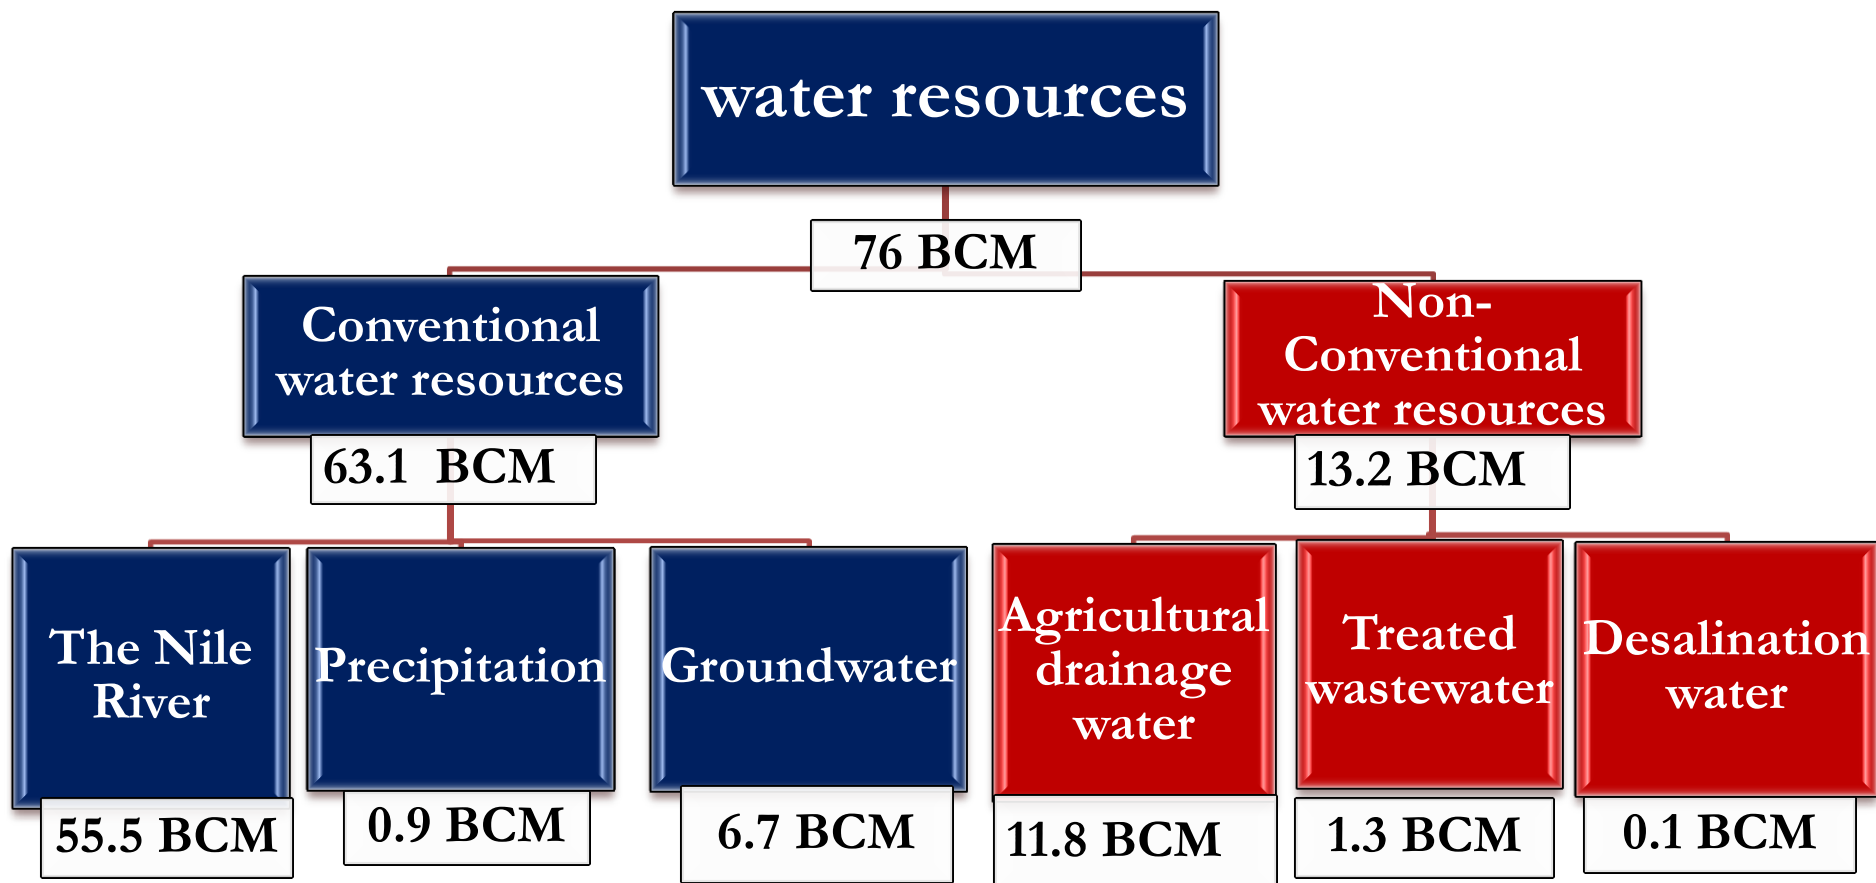 water resources
76 BCM
Conventional
water resources
63.1 BCM
Non-
Conventional
water resources
13.2 BCM
The Nile
River
55.5 BCM
Precipitation
0.9 BCM
Groundwater
6.7 BCM
Agricultural
drainage
water
11.8 BCM
Treated
wastewater
1.3 BCM
Desalination
water
0.1 BCM